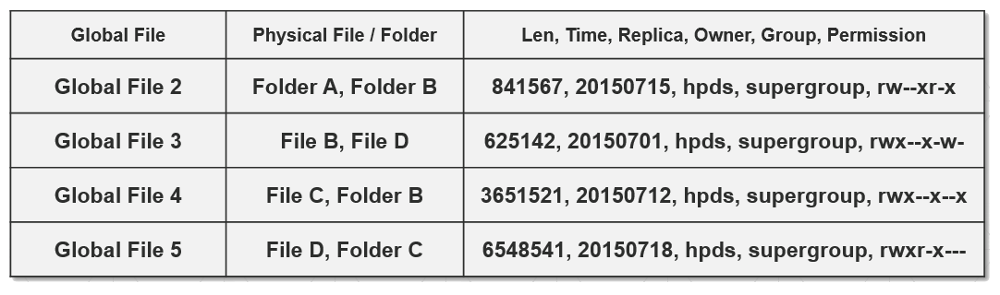 Global File Physical File / Folder Len, Time, Replica, Owner, Group, Permission
Global File 2 Folder A, Folder B 841567, 20150715, hpds, supergroup, rw--xr-x
Global File 3 File B, File D 625142, 20150701, hpds, supergroup, rwx--x-w-
Global File 4 File C, Folder B 3651521, 20150712, hpds, supergroup, rwx--x--x
Global File 5 File D, Folder C 6548541, 20150718, hpds, supergroup, rwxr-x---